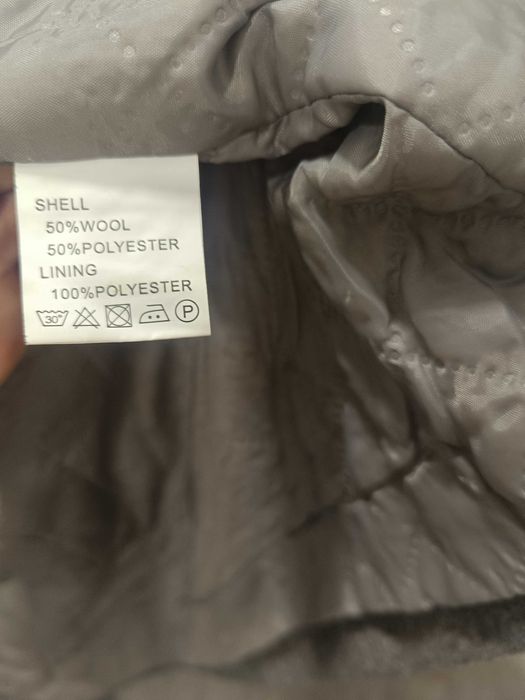 SHELL
50%WOOL
50%POLYESTER
LINING
100%POLYESTER
30° P